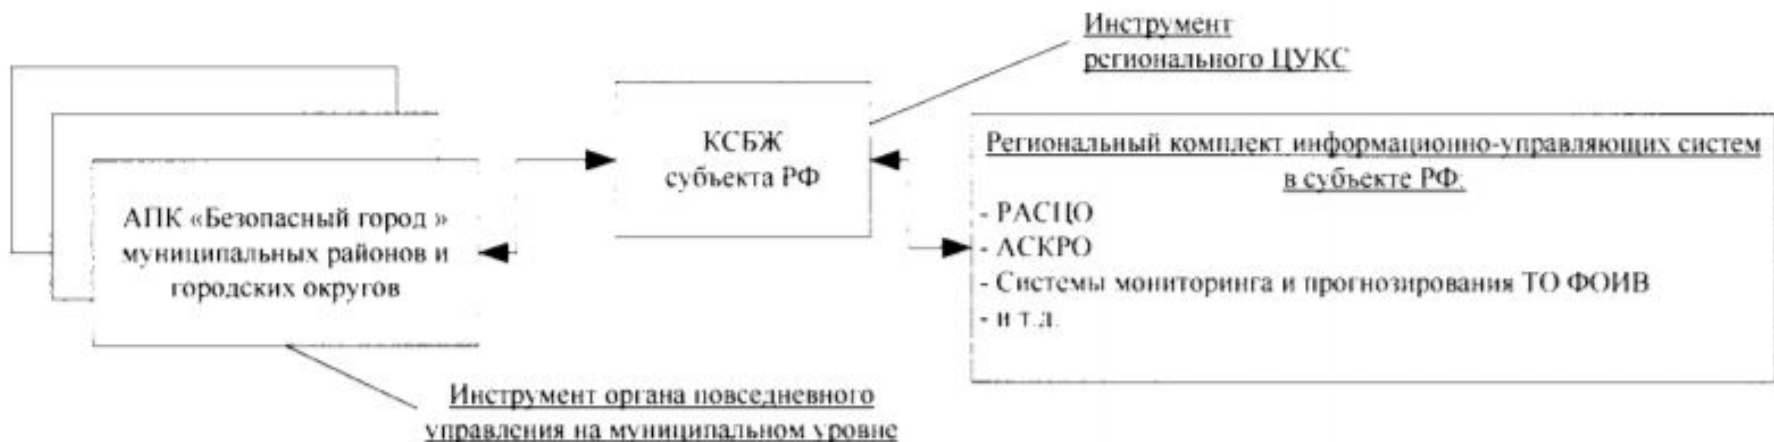 Инструмент
регионального ЦУКС
КСБЖ
субъекта РФ
Региональный комплект информационно-управляющих систем
в субъекте РФ:
- РАСЦО
- АСКРО
- Системы мониторинга и прогнозирования ТО ФОИВ
- и т.д.
АПК «Безопасный город »
муниципальных районов и
городских округов
Инструмент органа повседневного
управления на муниципальном уровне